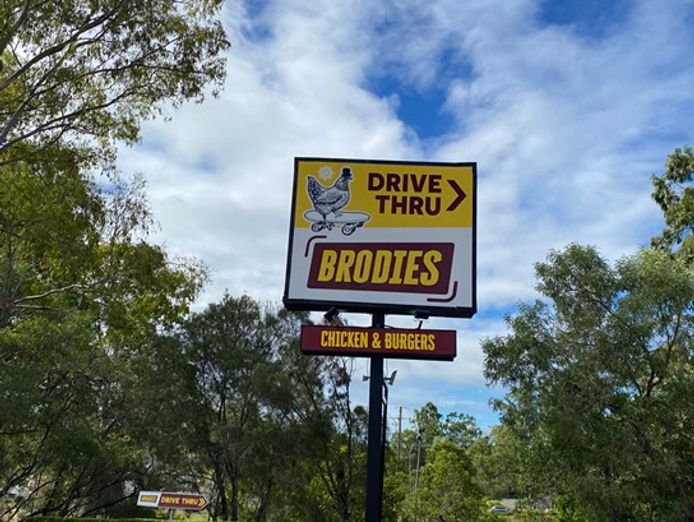 DRIVE
THRU
BRODIES
CHICKEN & BURGERS
DRIVE THRU